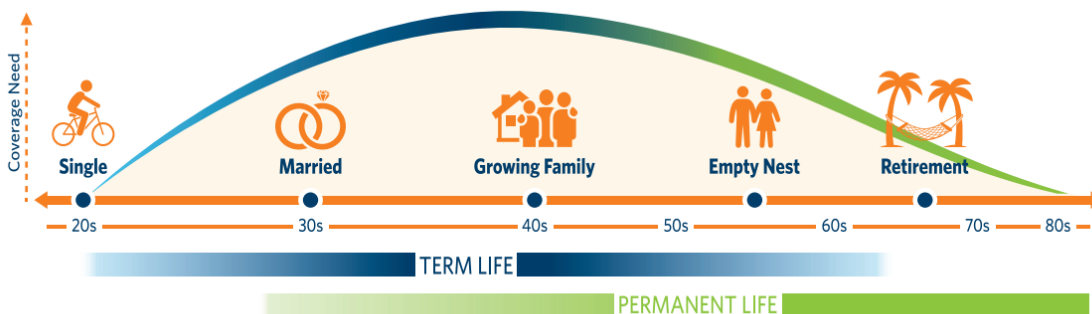 Coverage Need
Single
Married
Growing Family
Empty Nest
Retirement
20s
30s
40s
50s
60s
70s
80s
TERM LIFE
PERMANENT LIFE